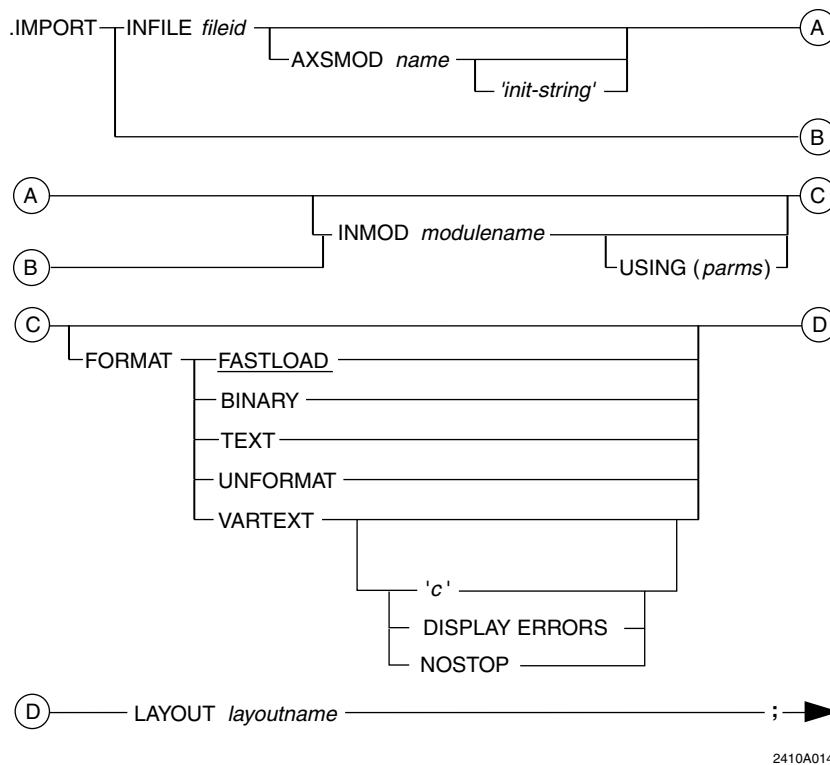 .IMPORT INFILE fileid A
AXSMOD name
'init-string'
B
A C
INMOD modulename
B
USING (parms)
C D
FORMAT FASTLOAD
BINARY
TEXT
UNFORMAT
VARTEXT
'c'
DISPLAY ERRORS
NOSTOP
D LAYOUT layoutname ;
2410A014